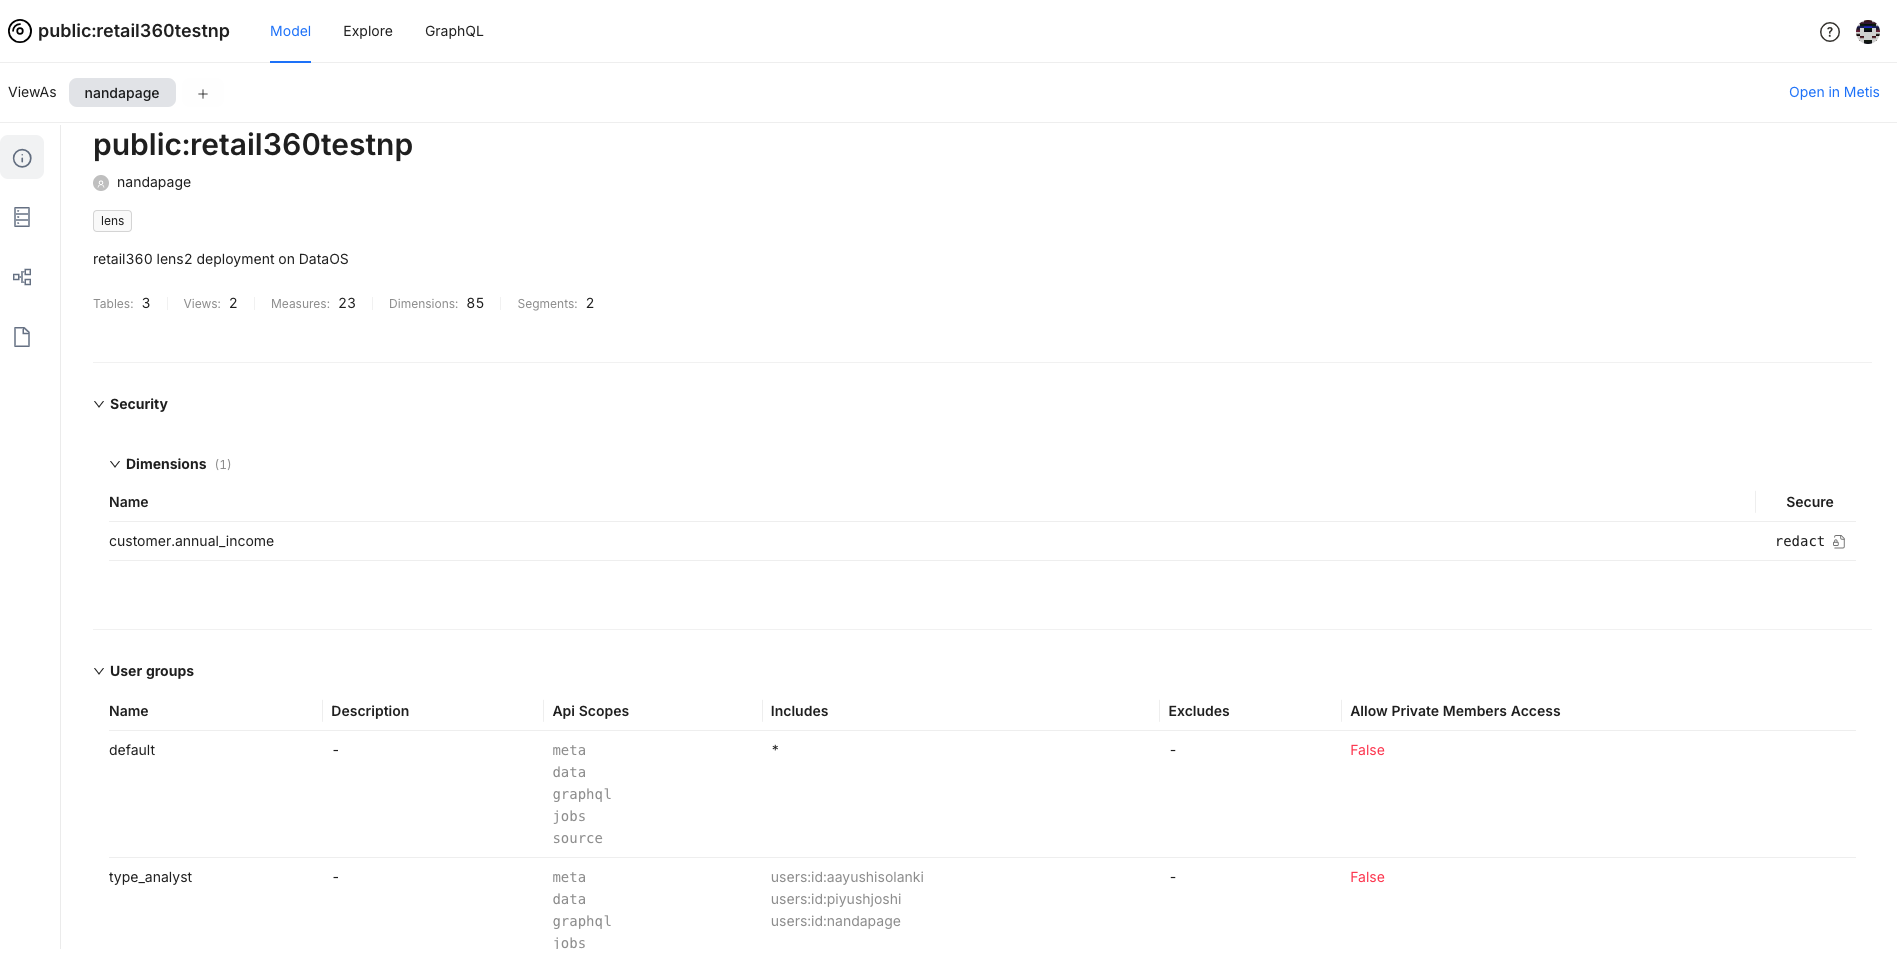 public:retail360testnp Model Explore GraphQL
ViewAs nandapage + Open in Metis
public:retail360testnp
nandapage
lens
retail360 lens2 deployment on DataOS
Tables: 3 Views: 2 Measures: 23 Dimensions: 85 Segments: 2
Security
Dimensions (1)
Name Secure
customer.annual_income redact
User groups
Name Description Api Scopes Includes Excludes Allow Private Members Access
default - meta * - False
data
graphql
jobs
source
type_analyst - meta users:id:aayushisolanki - False
data users:id:piyushjoshi
graphql users:id:nandapage
jobs